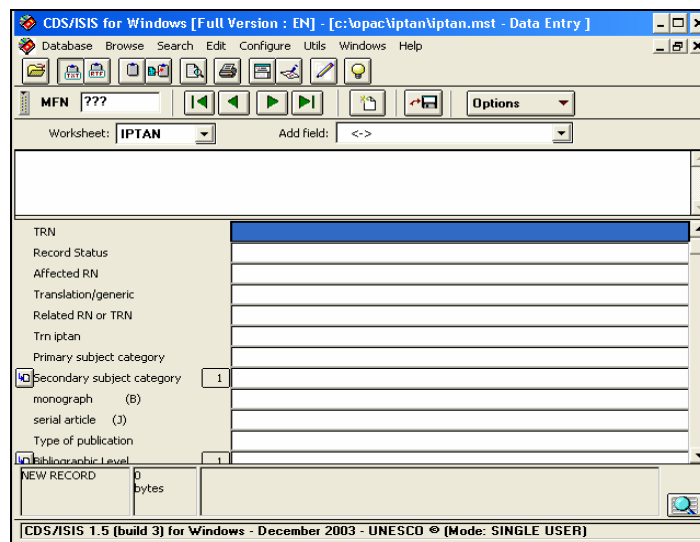 CDS/ISIS for Windows [Full Version : EN] - [c:\opac\iptan\iptan.mst - Data Entry ]
Database Browse Search Edit Configure Utils Windows Help
TXT RTF
MFN ??? Options
Worksheet: IPTAN Add field: <->
TRN
Record Status
Affected RN
Translation/generic
Related RN or TRN
Trn iptan
Primary subject category
Secondary subject category 1
monograph (B)
serial article (J)
Type of publication
Bibliographic Level 1
NEW RECORD 0 bytes
CDS/ISIS 1.5 (build 3) for Windows - December 2003 - UNESCO © (Mode: SINGLE USER)